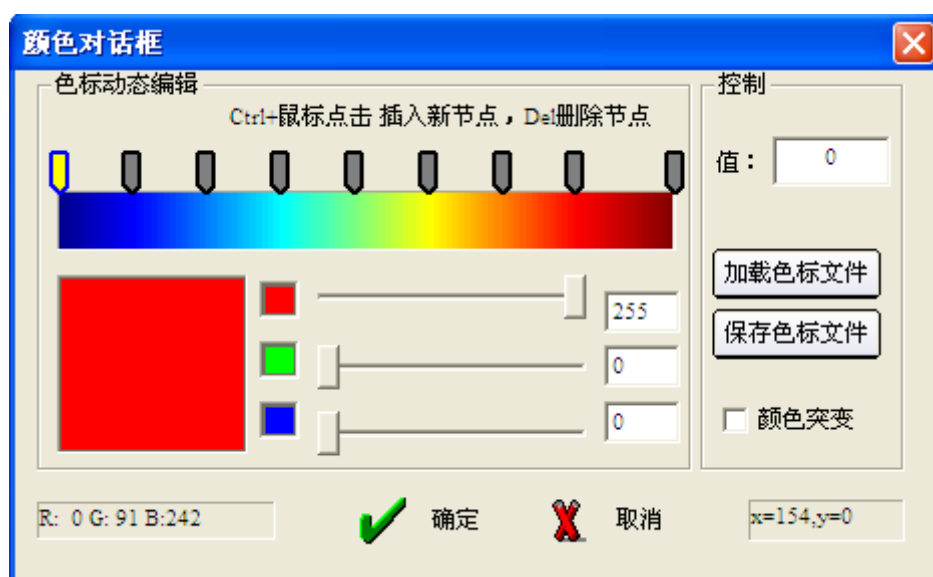 颜色对话框
色标动态编辑
Ctrl+鼠标点击 插入新节点，Del删除节点
控制
值： 0
加载色标文件
255
保存色标文件
0
0
颜色突变
R: 0 G: 91 B:242
确定
取消
x=154,y=0